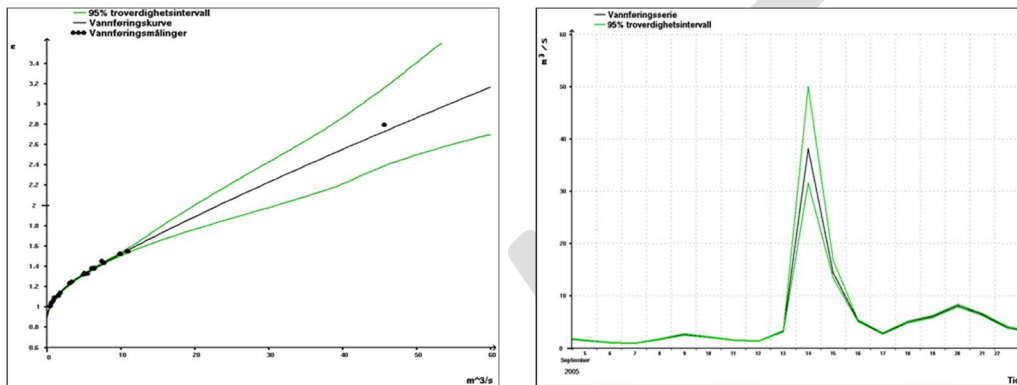 95% troverdighetsintervall
Vannføringskurve
Vannføringsmålinger
m
3.4
3.2
3
2.8
2.6
2.4
2.2
2
1.8
1.6
1.4
1.2
1
0.8
0.6
0 10 20 30 40 50 60
m^3/s
Vannføringsserie
95% troverdighetsintervall
m³/s
60
50
40
30
20
10
0
5 6 7 8 9 10 11 12 13 14 15 16 17 18 19 20 21 22
September
2005